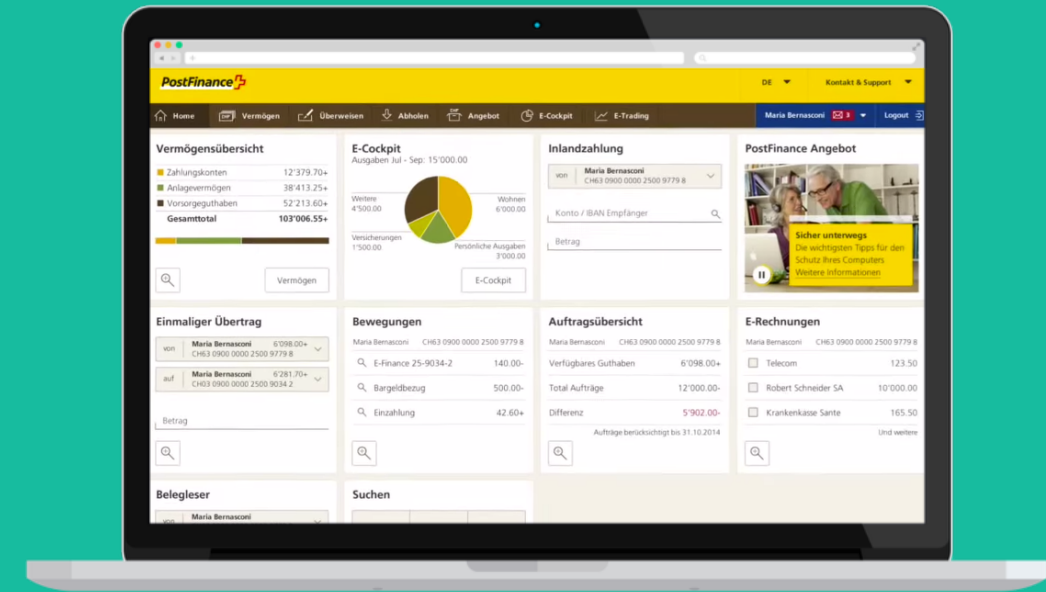 PostFinance
DE
Kontakt & Support
Home
Vermögen
Überweisen
Abholen
Angebot
E-Cockpit
E-Trading
Maria Bernasconi
3
Logout
Vermögensübersicht
Zahlungskonten 12'379.70+
Anlagevermögen 38'413.25+
Vorsorgeguthaben 52'213.60+
Gesamttotal 103'006.55+
Vermögen
E-Cockpit
Ausgaben Jul - Sep: 15'000.00
Weitere
4'500.00
Wohnen
6'000.00
Versicherungen
1'500.00
Persönliche Ausgaben
3'000.00
E-Cockpit
Inlandzahlung
von
Maria Bernasconi
CH63 0900 0000 2500 9779 8
Konto / IBAN Empfänger
Betrag
PostFinance Angebot
Sicher unterwegs
Die wichtigsten Tipps für den
Schutz Ihres Computers
Weitere Informationen
Einmaliger Übertrag
von
Maria Bernasconi 6'098.00+
CH63 0900 0000 2500 9779 8
auf
Maria Bernasconi 6'281.70+
CH03 0900 0000 2500 9034 2
Betrag
Bewegungen
Maria Bernasconi CH63 0900 0000 2500 9779 8
E-Finance 25-9034-2 140.00-
Bargeldbezug 500.00-
Einzahlung 42.60+
Auftragsübersicht
Maria Bernasconi CH63 0900 0000 2500 9779 8
Verfügbares Guthaben 6'098.00+
Total Aufträge 12'000.00-
Differenz 5'902.00-
Aufträge berücksichtigt bis 31.10.2014
E-Rechnungen
Maria Bernasconi CH63 0900 0000 2500 9779 8
Telecom 123.50
Robert Schneider SA 10'000.00
Krankenkasse Sante 165.50
Und weitere
Belegleser
von
Maria Bernasconi
Suchen